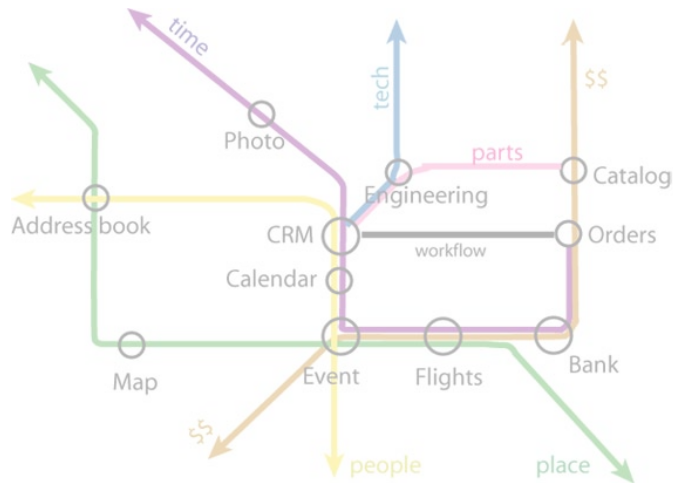 time
tech
$$
Photo
parts
Engineering
Catalog
Address book
CRM
workflow
Orders
Calendar
Map
Event
Flights
Bank
$$
people
place